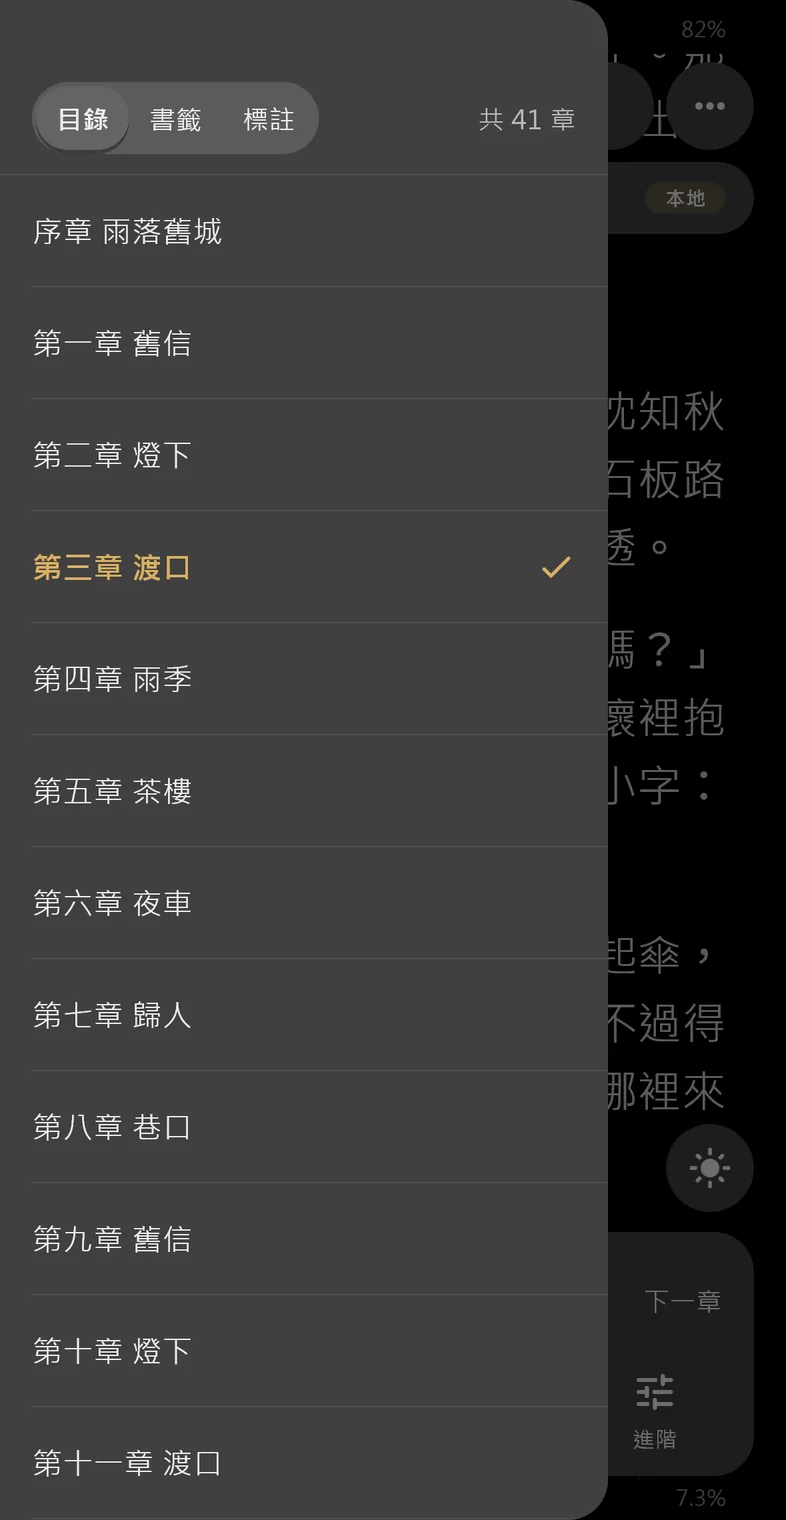 82%
目錄 書籤 標註 共 41 章
本地
序章 雨落舊城
第一章 舊信
第二章 燈下
第三章 渡口
第四章 雨季
第五章 茶樓
第六章 夜車
第七章 歸人
第八章 巷口
第九章 舊信
第十章 燈下
第十一章 渡口
知秋
石板路
透。
嗎？」
懷裡抱
小字：
起傘，
不過得
哪裡來
下一章
進階
7.3%